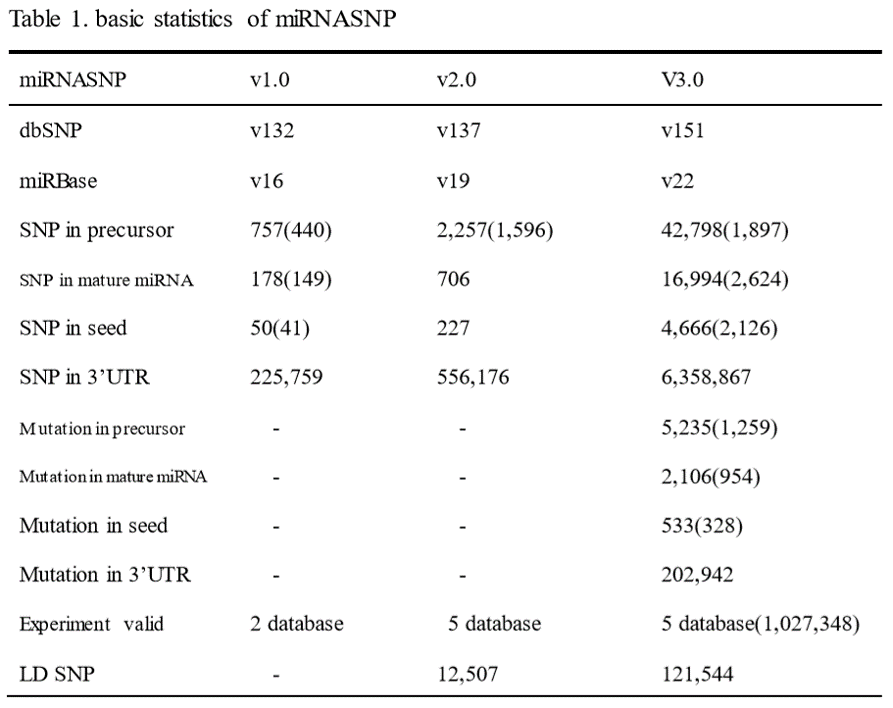 Table 1. basic statistics of miRNASNP
miRNASNP v1.0 v2.0 V3.0
dbSNP v132 v137 v151
miRBase v16 v19 v22
SNP in precursor 757(440) 2,257(1,596) 42,798(1,897)
SNP in mature miRNA 178(149) 706 16,994(2,624)
SNP in seed 50(41) 227 4,666(2,126)
SNP in 3’UTR 225,759 556,176 6,358,867
Mutation in precursor - - 5,235(1,259)
Mutation in mature miRNA - - 2,106(954)
Mutation in seed - - 533(328)
Mutation in 3’UTR - - 202,942
Experiment valid 2 database 5 database 5 database(1,027,348)
LD SNP - 12,507 121,544